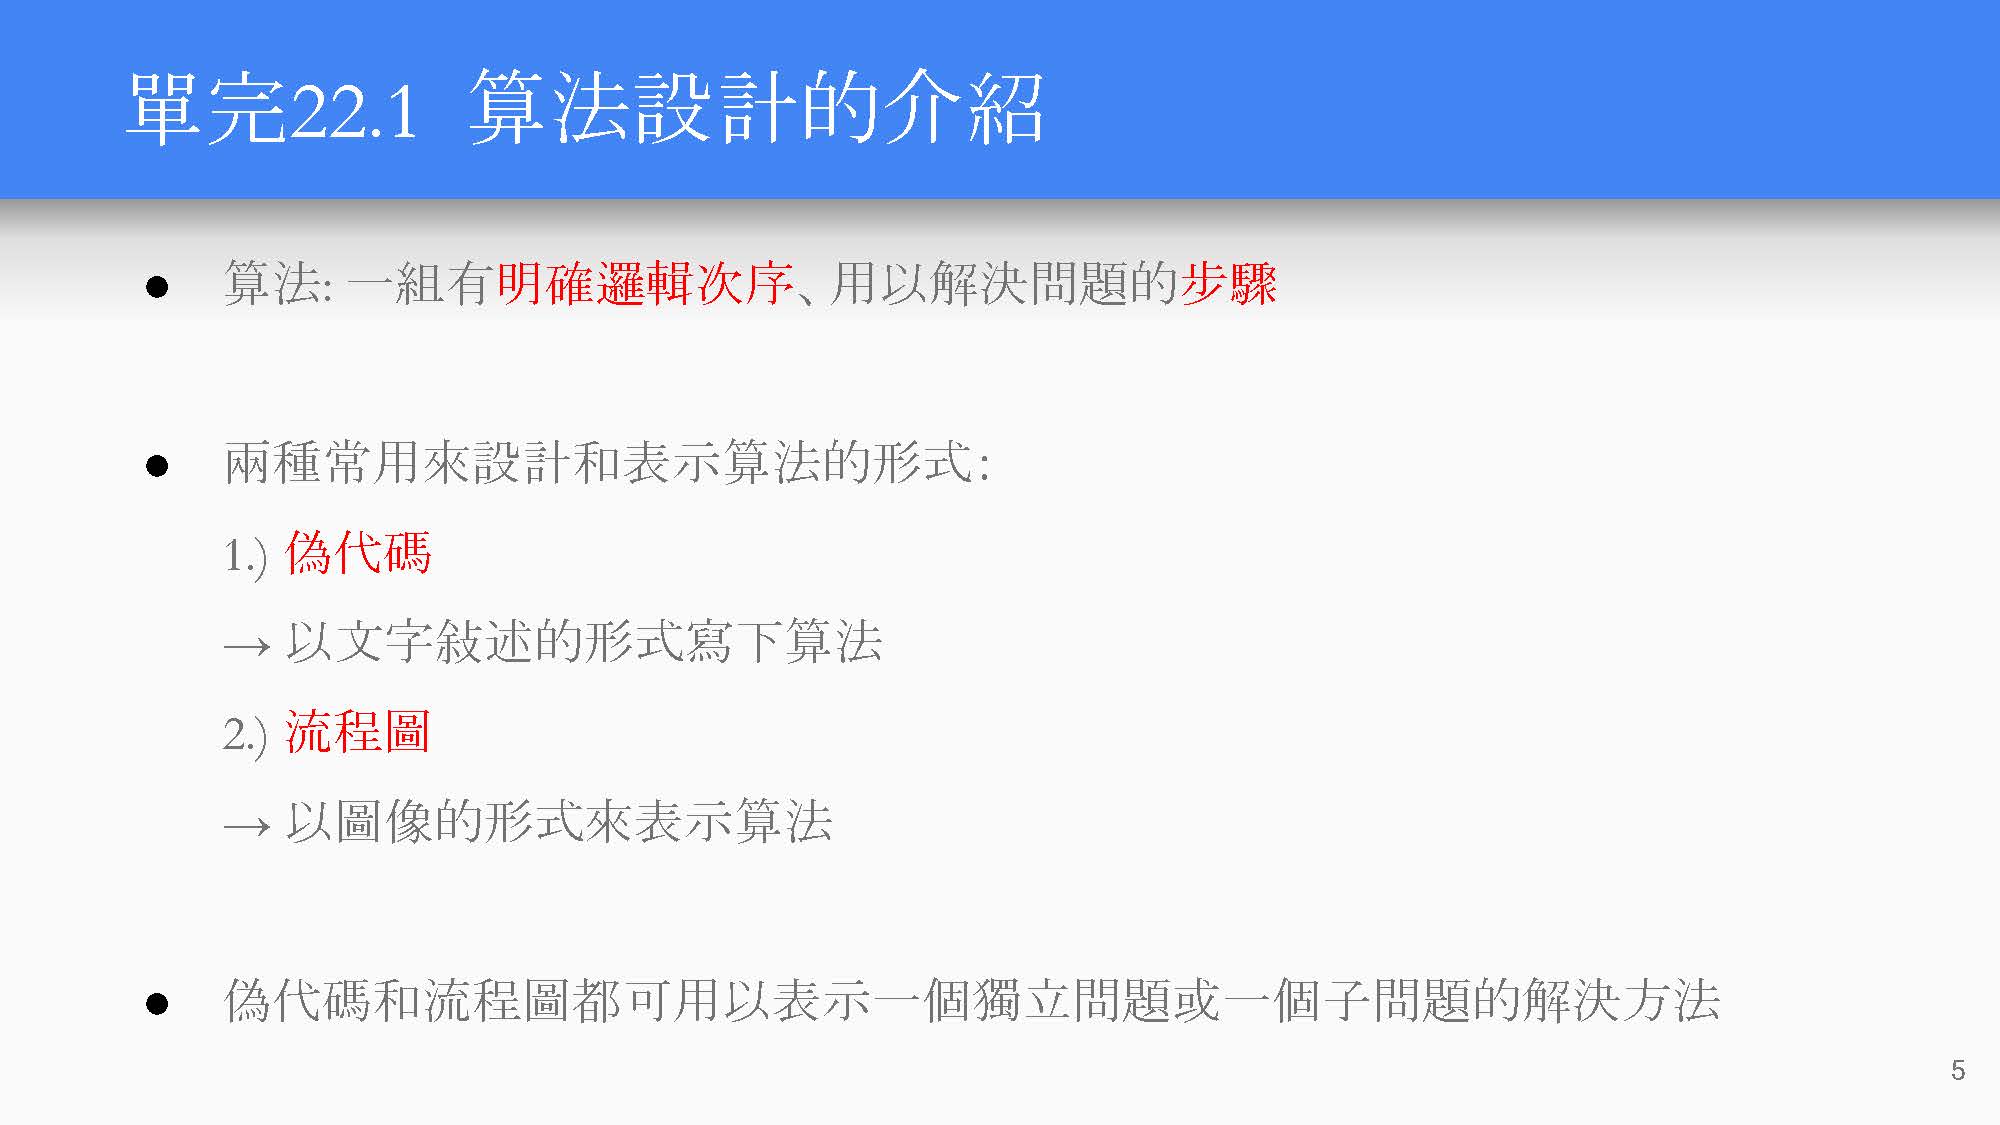 單完22.1 算法設計的介紹
● 算法: 一組有明確邏輯次序、用以解決問題的步驟
● 兩種常用來設計和表示算法的形式:
1.) 偽代碼
→ 以文字敍述的形式寫下算法
2.) 流程圖
→ 以圖像的形式來表示算法
● 偽代碼和流程圖都可用以表示一個獨立問題或一個子問題的解決方法
5